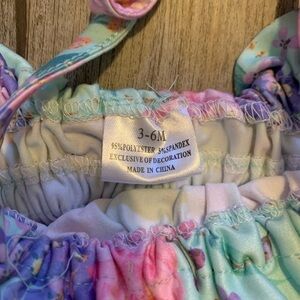 3-6M
95%POLYESTER 5%SPANDEX
EXCLUSIVE OF DECORATION
MADE IN CHINA